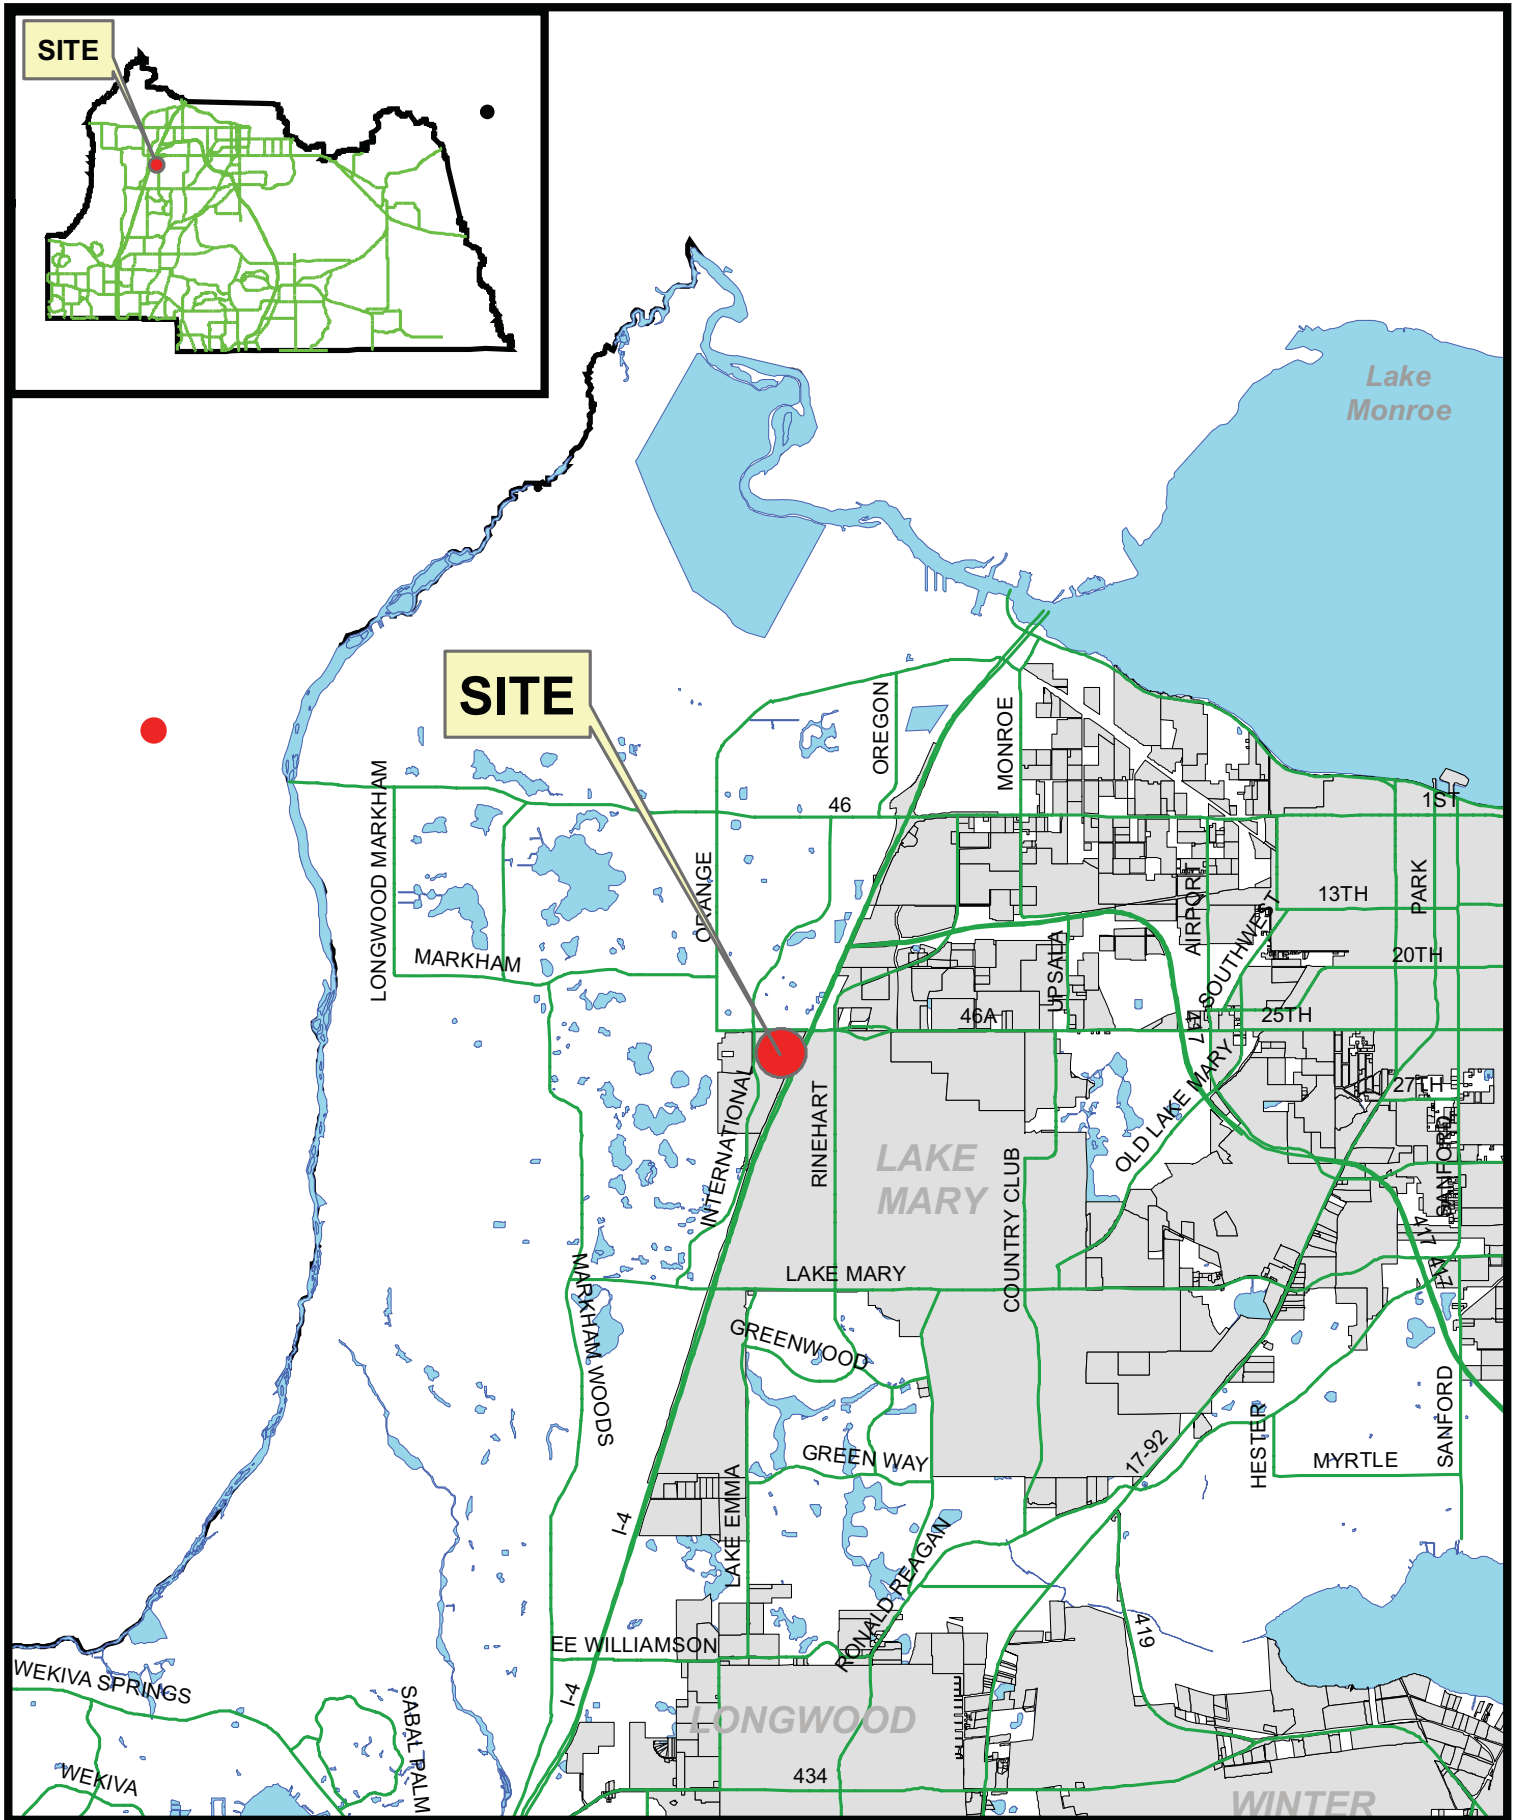 SITE
Lake
Monroe
SITE
OREGON
MONROE
LONGWOOD MARKHAM
46
1ST
ORANGE
AIRPORT
PARK
13TH
SOUTHWEST
MARKHAM
UPSALA
20TH
46A
25TH
417
INTERNATIONAL
RINEHART
OLD LAKE MARY
27TH
SANFORD
LAKE
MARY
COUNTRY CLUB
417
417
LAKE MARY
MARKHAM WOODS
GREENWOOD
SANFORD
HESTER
17-92
MYRTLE
GREEN WAY
LAKE EMMA
I-4
RONALD REAGAN
419
EE WILLIAMSON
WEKIVA SPRINGS
I-4
SABAL PALM
LONGWOOD
434
WEKIVA
WINTER